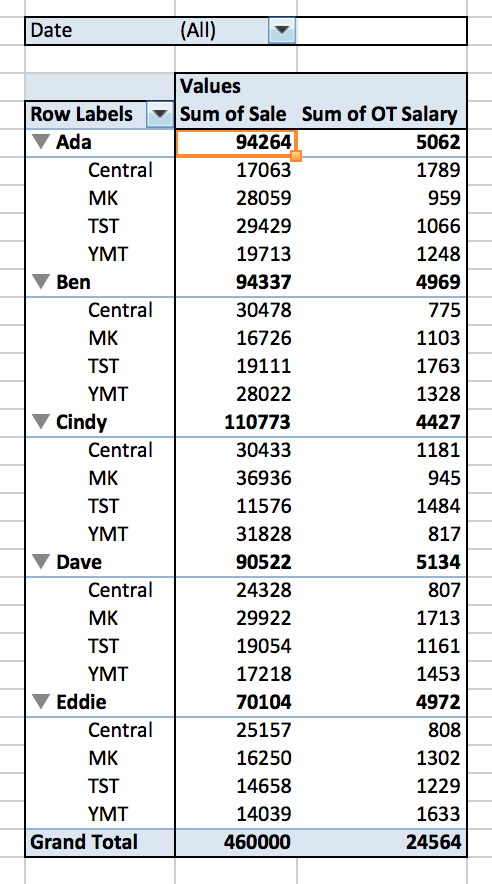 Date (All)
Values
Row Labels Sum of Sale Sum of OT Salary
Ada 94264 5062
Central 17063 1789
MK 28059 959
TST 29429 1066
YMT 19713 1248
Ben 94337 4969
Central 30478 775
MK 16726 1103
TST 19111 1763
YMT 28022 1328
Cindy 110773 4427
Central 30433 1181
MK 36936 945
TST 11576 1484
YMT 31828 817
Dave 90522 5134
Central 24328 807
MK 29922 1713
TST 19054 1161
YMT 17218 1453
Eddie 70104 4972
Central 25157 808
MK 16250 1302
TST 14658 1229
YMT 14039 1633
Grand Total 460000 24564